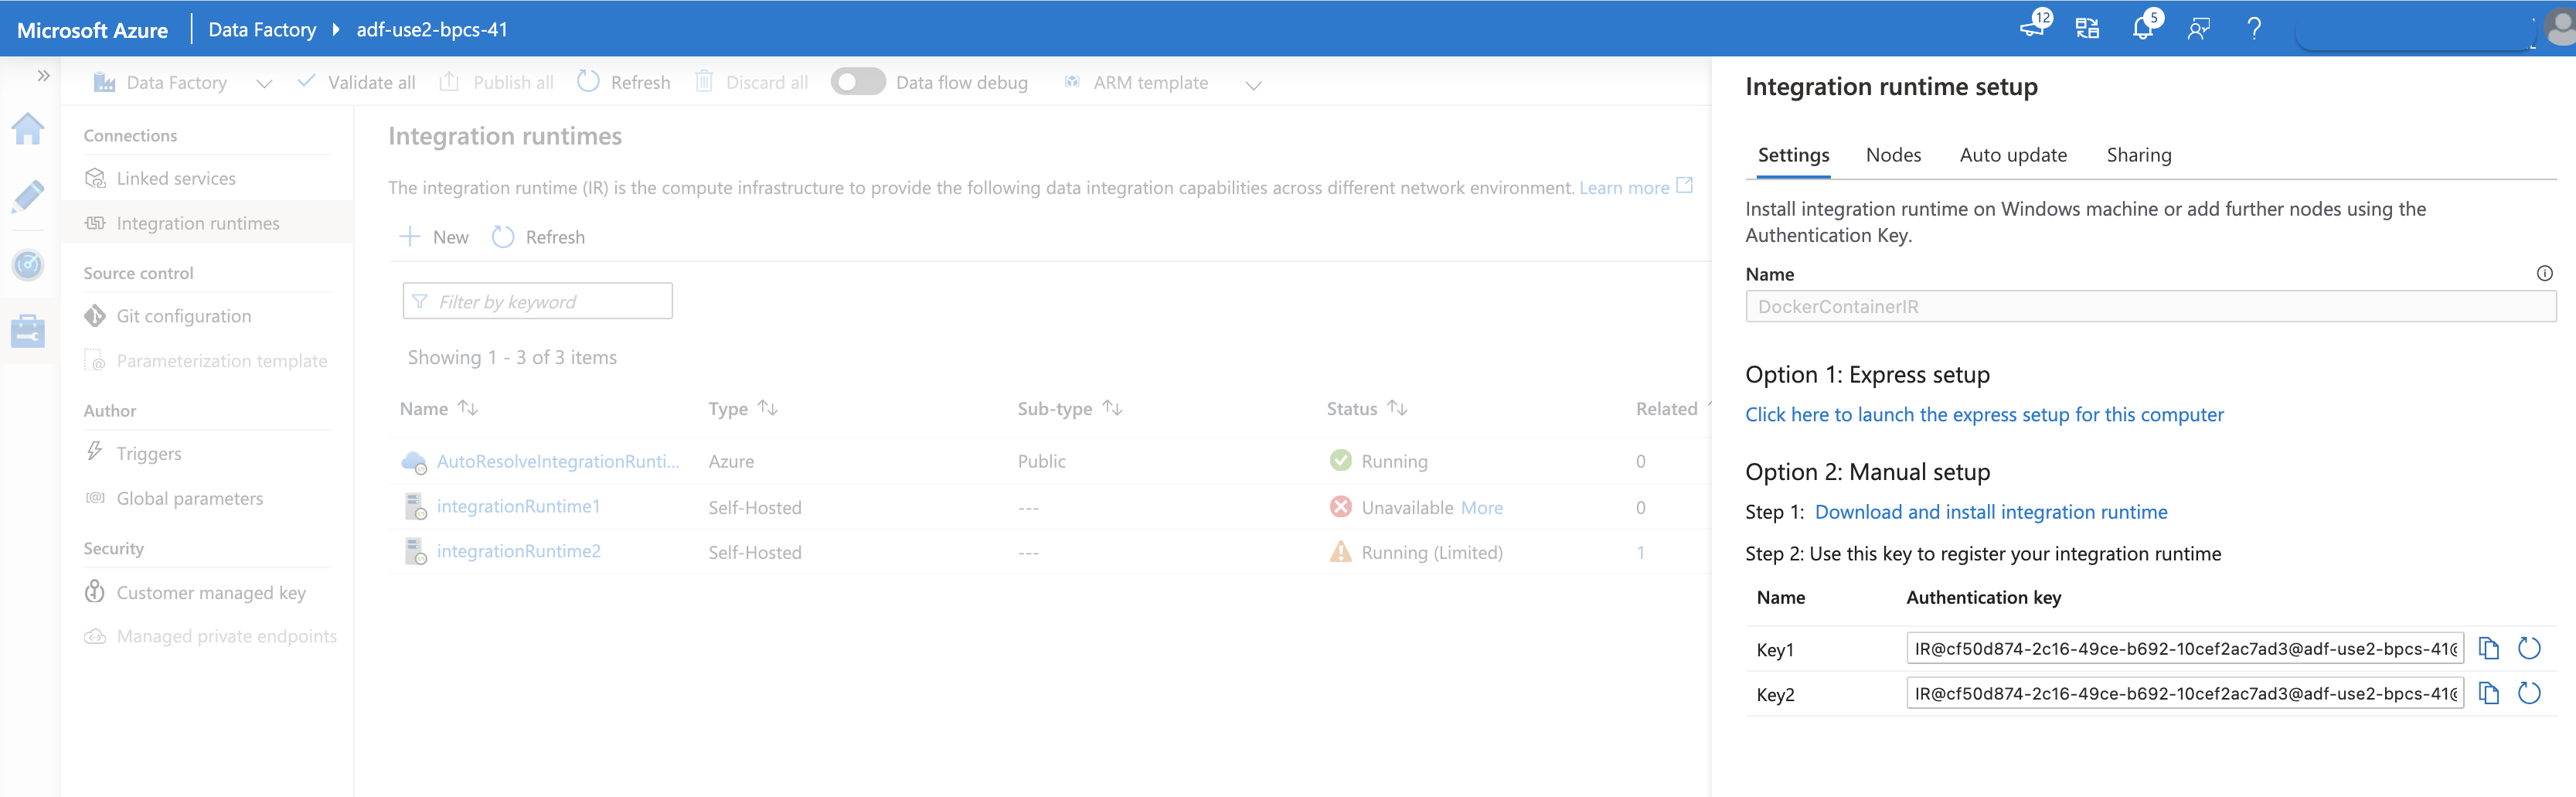 Microsoft Azure
Data Factory
adf-use2-bpcs-41
12
5
?
Data Factory
Validate all
Publish all
Refresh
Discard all
Data flow debug
ARM template
Connections
Linked services
Integration runtimes
Source control
Git configuration
Parameterization template
Author
Triggers
Global parameters
Security
Customer managed key
Managed private endpoints
Integration runtimes
The integration runtime (IR) is the compute infrastructure to provide the following data integration capabilities across different network environment. Learn more
New
Refresh
Filter by keyword
Showing 1 - 3 of 3 items
Name Type Sub-type Status Related
AutoResolveIntegrationRunti... Azure Public Running 0
integrationRuntime1 Self-Hosted --- Unavailable More 0
integrationRuntime2 Self-Hosted --- Running (Limited) 1
Integration runtime setup
Settings Nodes Auto update Sharing
Install integration runtime on Windows machine or add further nodes using the
Authentication Key.
Name
DockerContainerIR
Option 1: Express setup
Click here to launch the express setup for this computer
Option 2: Manual setup
Step 1: Download and install integration runtime
Step 2: Use this key to register your integration runtime
Name Authentication key
Key1 IR@cf50d874-2c16-49ce-b692-10cef2ac7ad3@adf-use2-bpcs-41@
Key2 IR@cf50d874-2c16-49ce-b692-10cef2ac7ad3@adf-use2-bpcs-41@